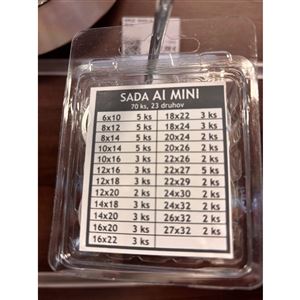 SADA Al MINI
70 ks, 23 druhov
6x10 5 ks 18x22 3 ks
8x12 5 ks 18x24 3 ks
8x14 5 ks 20x24 2 ks
10x14 5 ks 20x26 2 ks
10x16 3 ks 22x26 2 ks
12x16 3 ks 22x27 5 ks
12x18 3 ks 22x29 2 ks
12x20 2 ks 24x30 2 ks
14x18 3 ks 24x32 2 ks
14x20 3 ks 26x32 2 ks
16x20 3 ks 27x32 2 ks
16x22 3 ks